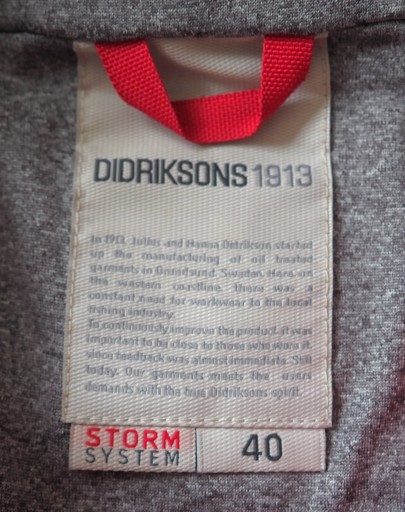 DIDRIKSONS 1913
In 1913, Julius and Hanna Didrikson started
up the manufacturing of oil treated
garments in Grundsund, Sweden. Here, on
the western coastline, there was a
constant need for workwear to the local
fishing industry.
To continously improve the product, it was
important to be close to those who wore it,
since feedback was almost immediate. Still
today, Our garments meets the users
demands with the true Didriksons spirit.
STORM
SYSTEM
40